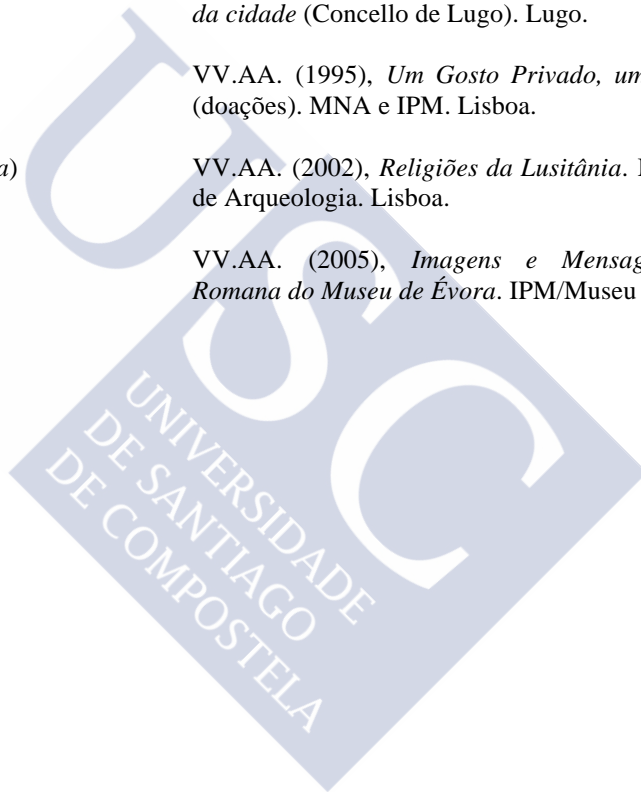 da cidade (Concello de Lugo). Lugo.
VV.AA. (1995), Um Gosto Privado, um
(doações). MNA e IPM. Lisboa.
a)
VV.AA. (2002), Religiões da Lusitânia.
de Arqueologia. Lisboa.
VV.AA. (2005), Imagens e Mensag
Romana do Museu de Évora. IPM/Museu
USC
UNIVERSIDADE
DE SANTIAGO
DE COMPOSTELA